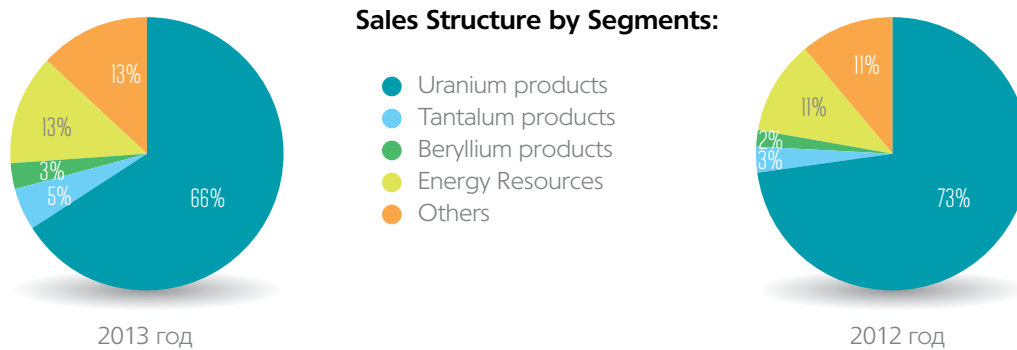 Sales Structure by Segments:
13%
13%
3%
5%
66%
Uranium products
Tantalum products
Beryllium products
Energy Resources
Others
11%
11%
2%
3%
73%
2013 год
2012 год